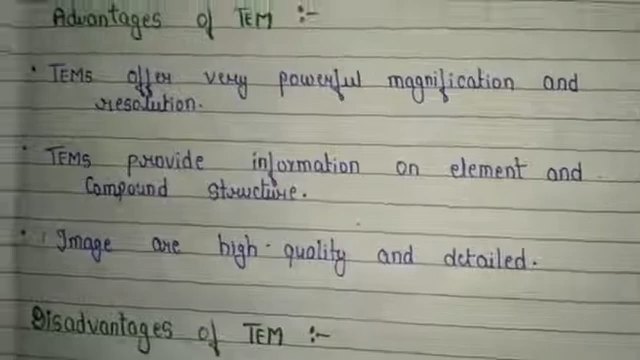 Advantages of TEM :-
• TEMs offer very powerful magnification and
resolution.
• TEMs provide information on element and
Compound structure.
• Image are high-quality and detailed.
Disadvantages of TEM :-